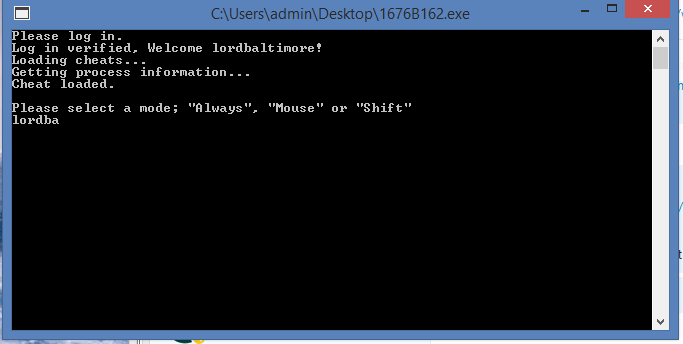 C:\Users\admin\Desktop\1676B162.exe
Please log in.
Log in verified, Welcome lordbaltimore!
Loading cheats...
Getting process information...
Cheat loaded.
Please select a mode; "Always", "Mouse" or "Shift"
lordba